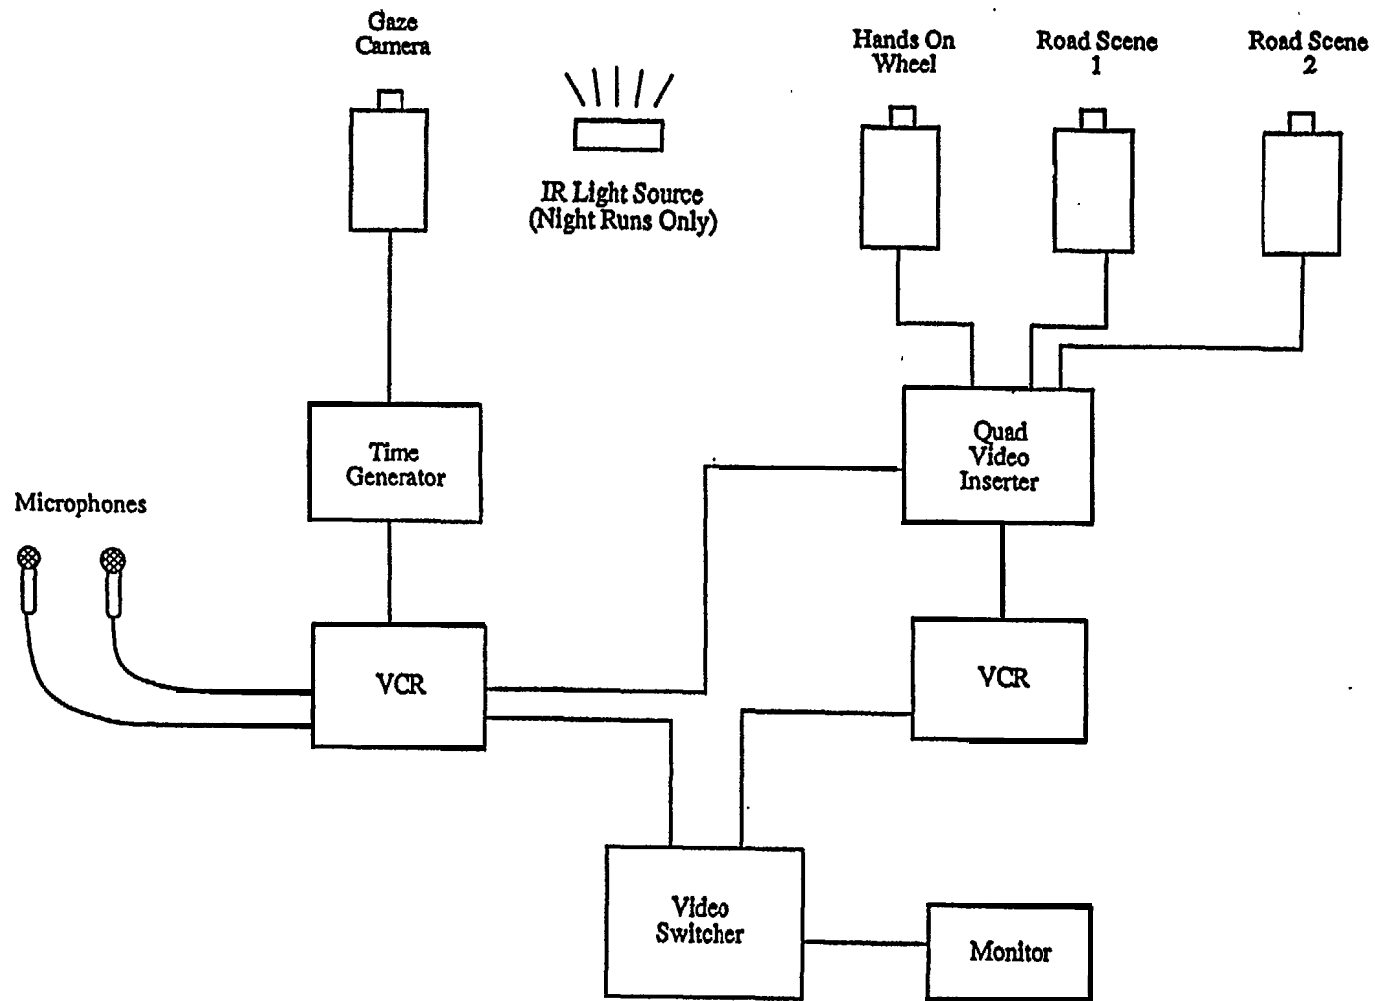 Gaze
Camera
Hands On
Wheel
Road Scene
1
Road Scene
2
IR Light Source
(Night Runs Only)
Time
Generator
Quad
Video
Inserter
Microphones
VCR
VCR
Video
Switcher
Monitor